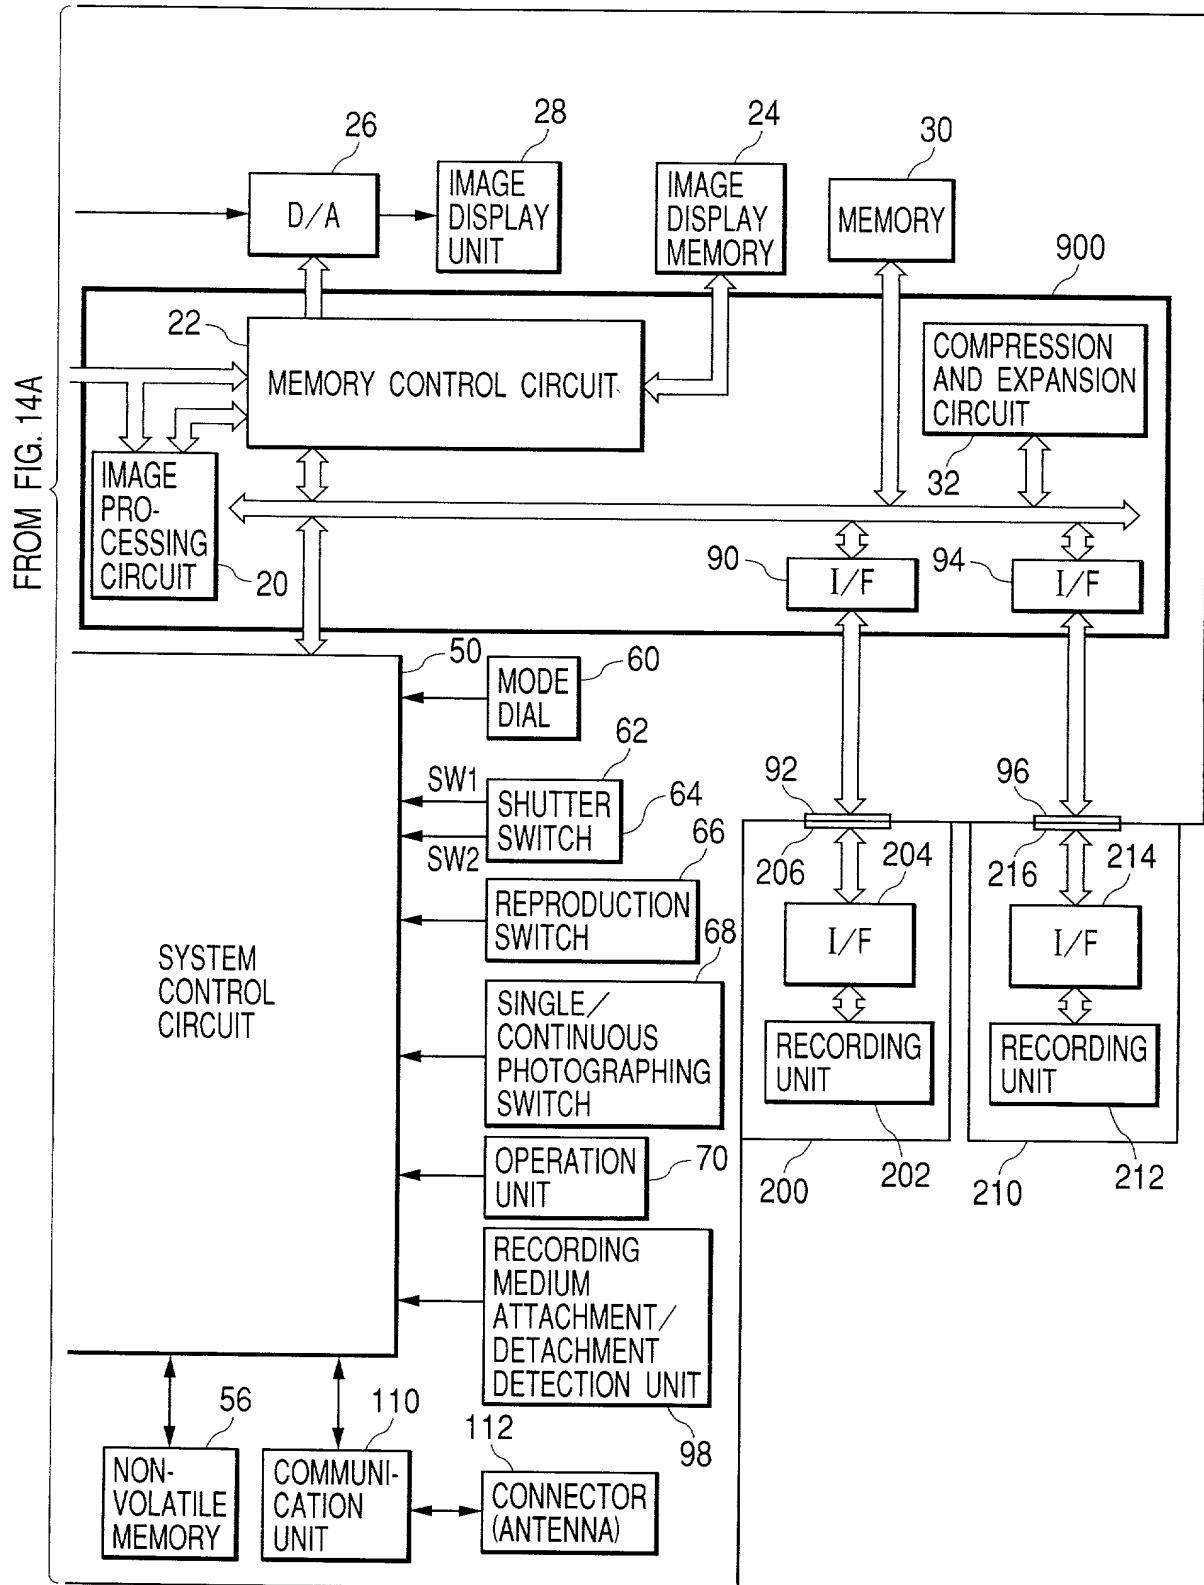 FROM FIG. 14A
26
28
24
30
D/A
IMAGE
DISPLAY
UNIT
IMAGE
DISPLAY
MEMORY
MEMORY
900
22
MEMORY CONTROL CIRCUIT
COMPRESSION
AND EXPANSION
CIRCUIT
32
IMAGE
PRO-
CESSING
CIRCUIT
20
90
I/F
94
I/F
50
60
MODE
DIAL
62
SW1
SHUTTER
SWITCH
64
SW2
66
REPRODUCTION
SWITCH
68
SYSTEM
CONTROL
CIRCUIT
SINGLE/
CONTINUOUS
PHOTOGRAPHING
SWITCH
OPERATION
UNIT
70
RECORDING
MEDIUM
ATTACHMENT/
DETACHMENT
DETECTION UNIT
98
92
206
204
I/F
RECORDING
UNIT
200
202
96
216
214
I/F
RECORDING
UNIT
210
212
56
NON-
VOLATILE
MEMORY
110
COMMUNI-
CATION
UNIT
112
CONNECTOR
(ANTENNA)